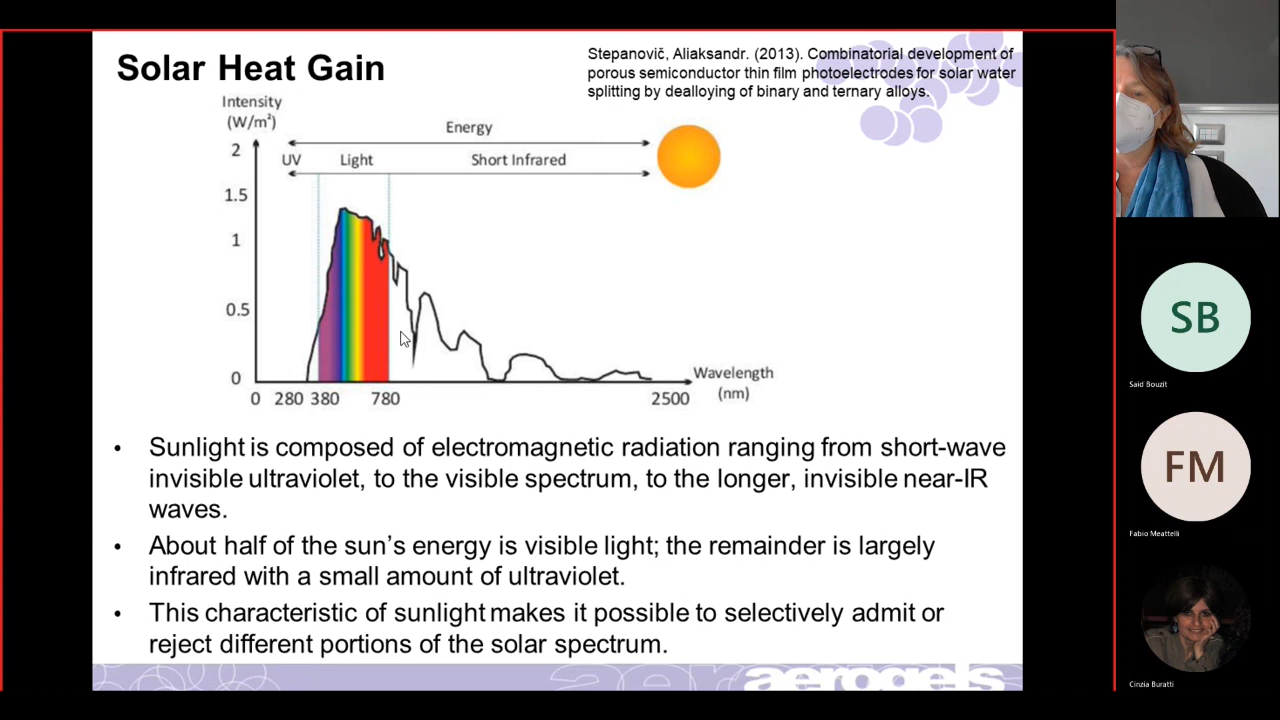 Solar Heat Gain
Stepanovič, Aliaksandr. (2013). Combinatorial development of
porous semiconductor thin film photoelectrodes for solar water
splitting by dealloying of binary and ternary alloys.
Intensity
(W/m²)
Energy
UV Light Short Infrared
2
1.5
1
0.5
0
Wavelength
(nm)
0 280 380 780 2500
• Sunlight is composed of electromagnetic radiation ranging from short-wave
invisible ultraviolet, to the visible spectrum, to the longer, invisible near-IR
waves.
• About half of the sun's energy is visible light; the remainder is largely
infrared with a small amount of ultraviolet.
• This characteristic of sunlight makes it possible to selectively admit or
reject different portions of the solar spectrum.
aerogels
aerogels
SB
Said Bouzit
FM
Fabio Meattelli
Cinzia Buratti